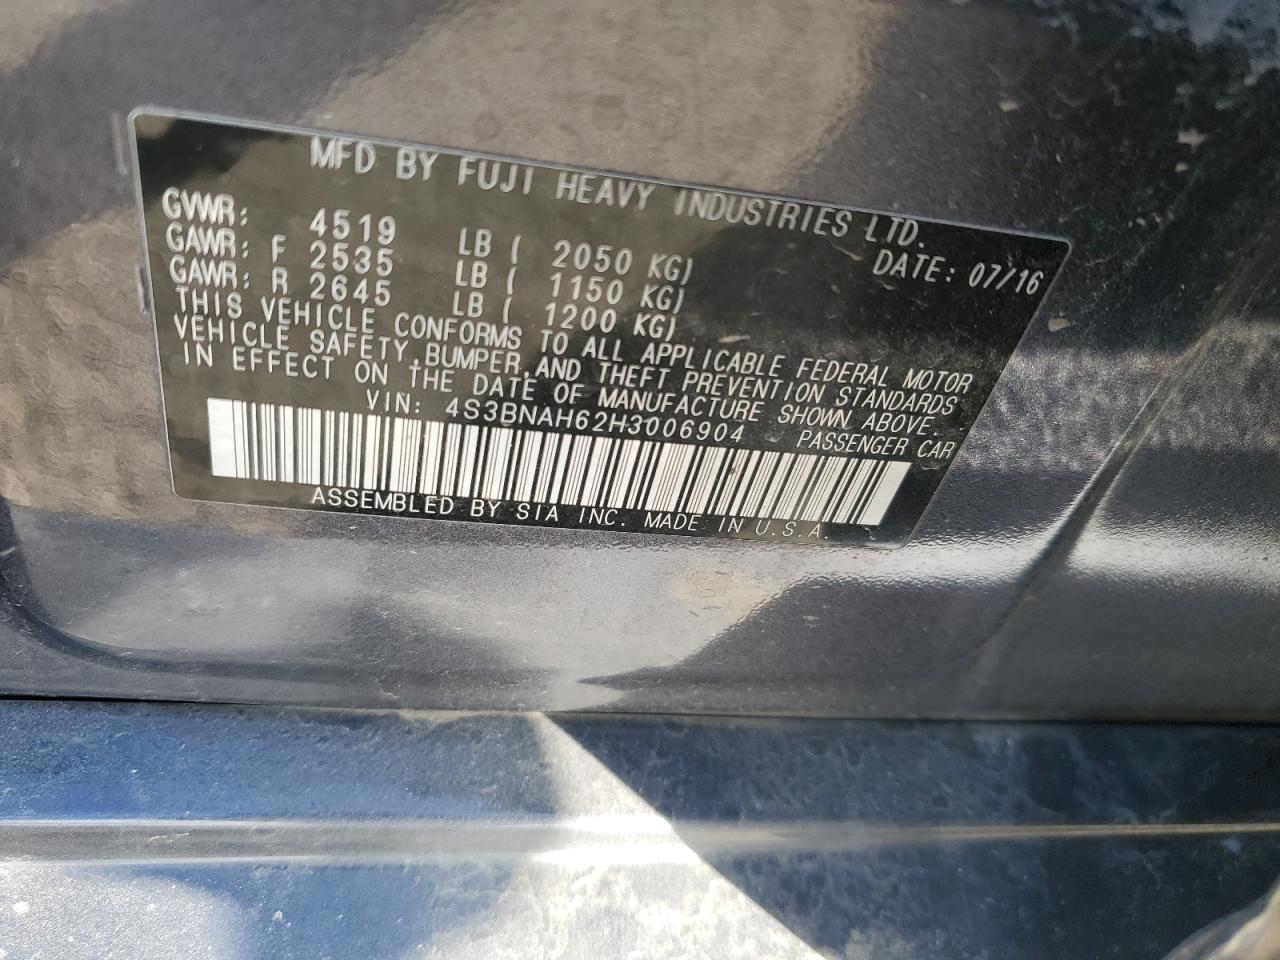 MFD BY FUJI HEAVY INDUSTRIES LTD.
DATE: 07/16
GVWR: 4519 LB ( 2050 KG)
GAWR: F 2535 LB ( 1150 KG)
GAWR: R 2645 LB ( 1200 KG)
THIS VEHICLE CONFORMS TO ALL APPLICABLE FEDERAL MOTOR
VEHICLE SAFETY,BUMPER,AND THEFT PREVENTION STANDARDS
IN EFFECT ON THE DATE OF MANUFACTURE SHOWN ABOVE.
VIN: 4S3BNAH62H3006904 PASSENGER CAR
ASSEMBLED BY SIA INC. MADE IN U.S.A.